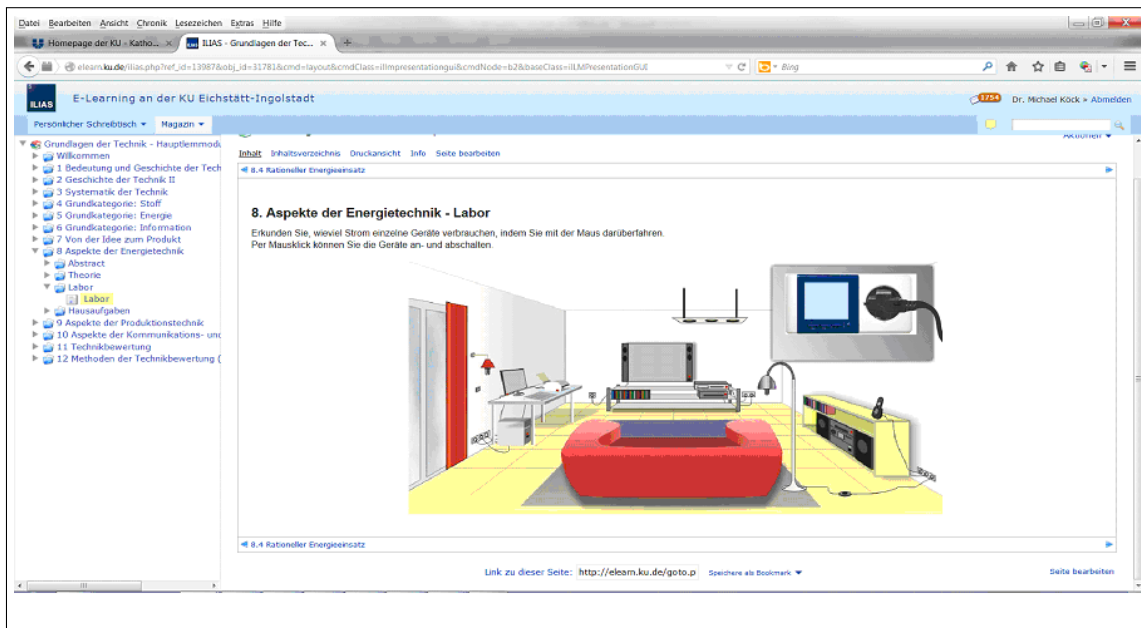 Datei Bearbeiten Ansicht Chronik Lesezeichen Extras Hilfe
Homepage der KU - Katho... × ILIAS - Grundlagen der Tec... × +
elearn.ku.de/ilias.php?ref_id=13987&obj_id=31781&cmd=layout&cmdClass=illmpresentationgui&cmdNode=b2&baseClass=ilLMPresentationGUI
Bing
ILIAS
E-Learning an der KU Eichstätt-Ingolstadt
1754 Dr. Michael Köck » Abmelden
Persönlicher Schreibtisch Magazin
Aktionen
Grundlagen der Technik - Hauptlernmodu
Willkommen
1 Bedeutung und Geschichte der Tech
2 Geschichte der Technik II
3 Systematik der Technik
4 Grundkategorie: Stoff
5 Grundkategorie: Energie
6 Grundkategorie: Information
7 Von der Idee zum Produkt
8 Aspekte der Energietechnik
Abstract
Theorie
Labor
Labor
Hausaufgaben
9 Aspekte der Produktionstechnik
10 Aspekte der Kommunikations- und
11 Technikbewertung
12 Methoden der Technikbewertung (
Inhalt Inhaltsverzeichnis Druckansicht Info Seite bearbeiten
8.4 Rationeller Energieeinsatz
8. Aspekte der Energietechnik - Labor
Erkunden Sie, wieviel Strom einzelne Geräte verbrauchen, indem Sie mit der Maus darüberfahren.
Per Mausklick können Sie die Geräte an- und abschalten.
8.4 Rationeller Energieeinsatz
Link zu dieser Seite: http://elearn.ku.de/goto.p Speichere als Bookmark
Seite bearbeiten